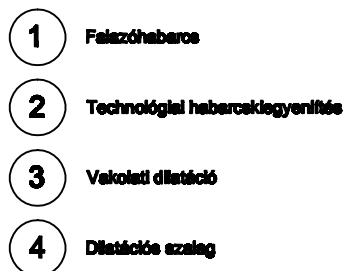 1 Falazóhabarcs
2 Technológiai habarcskiegyenlítés
3 Vakolati dilatáció
4 Dilatációs szalag